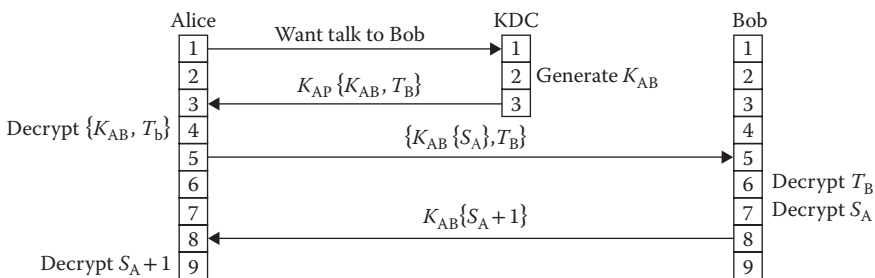 Alice KDC Bob
1 Want talk to Bob 1 1
2 2 Generate K_AB 2
3 K_AP {K_AB, T_B} 3 3
Decrypt {K_AB, T_b} 4 4
5 {K_AB {S_A},T_B} 5
6 6 Decrypt T_B
7 K_AB{S_A+1} 7 Decrypt S_A
8 8
Decrypt S_A+1 9 9